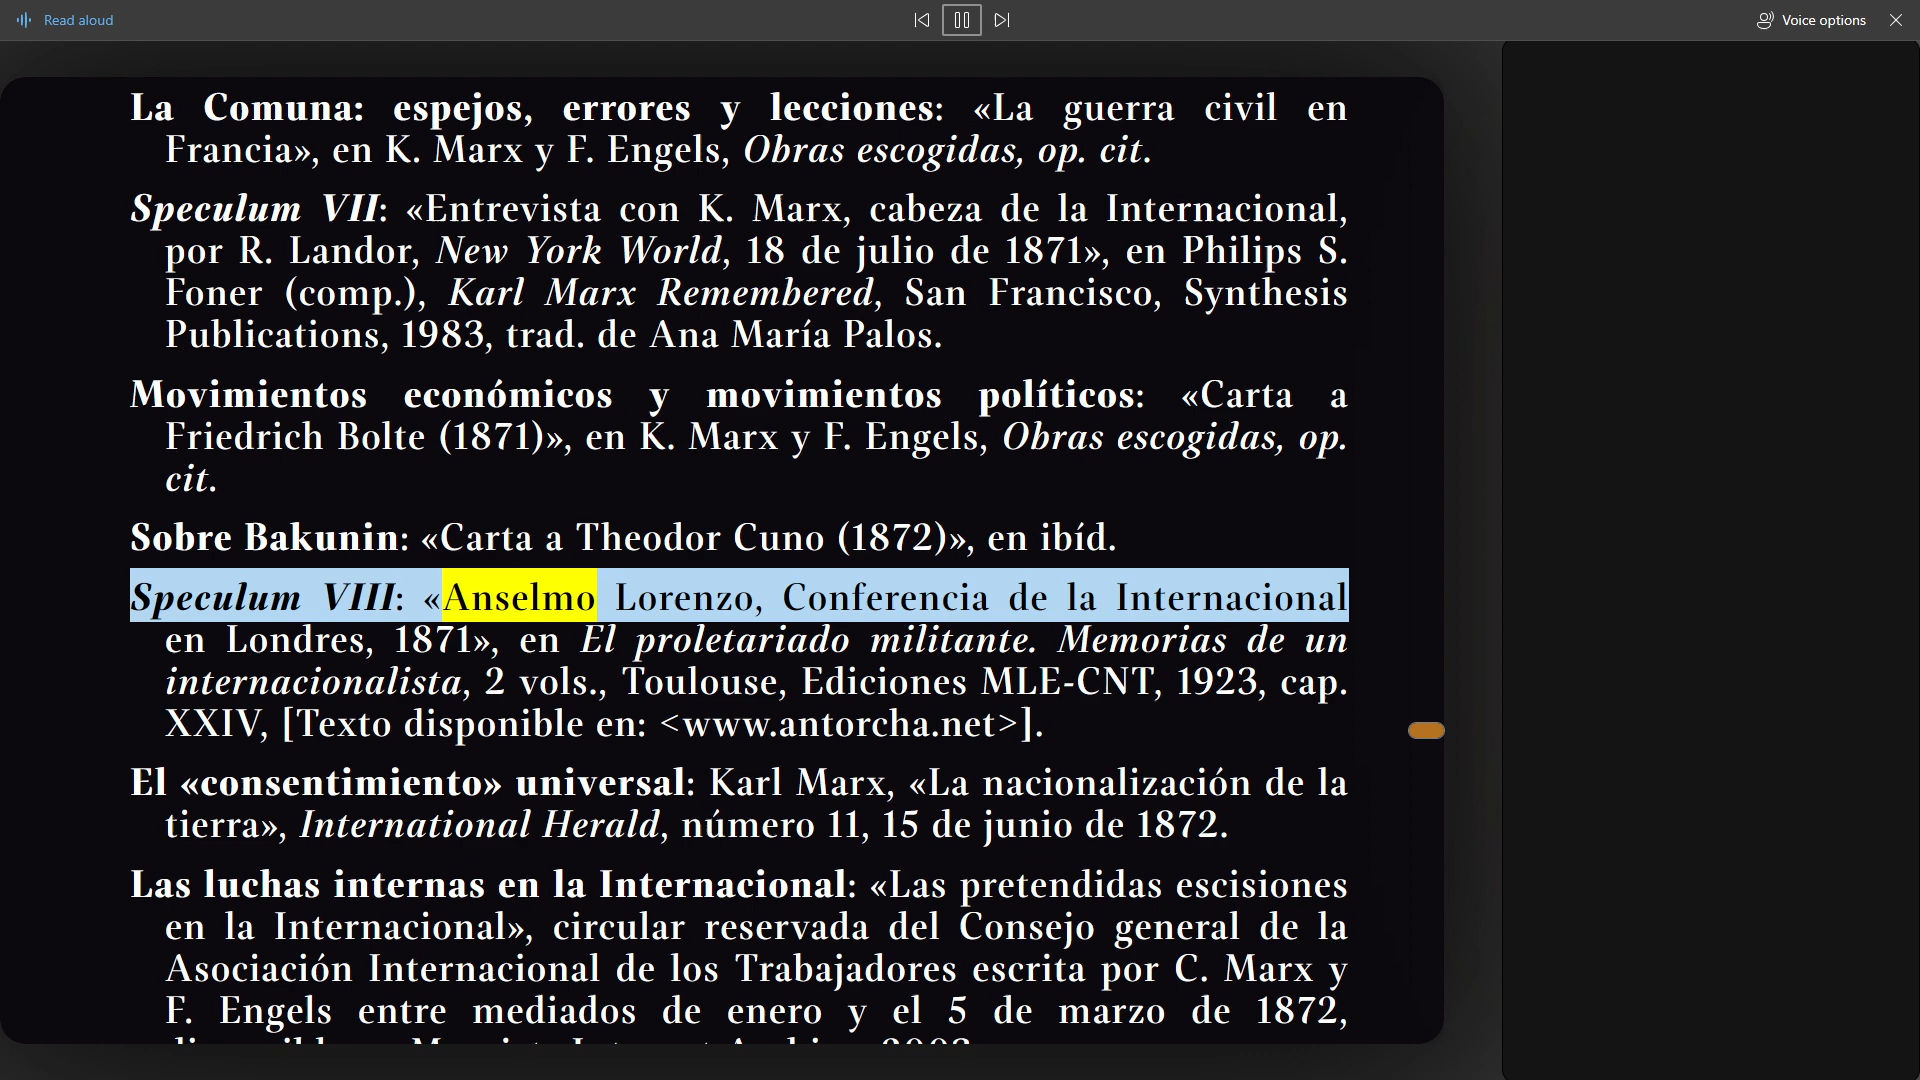 Read aloud
Voice options
La Comuna: espejos, errores y lecciones: «La guerra civil en
Francia», en K. Marx y F. Engels, Obras escogidas, op. cit.
Speculum VII: «Entrevista con K. Marx, cabeza de la Internacional,
por R. Landor, New York World, 18 de julio de 1871», en Philips S.
Foner (comp.), Karl Marx Remembered, San Francisco, Synthesis
Publications, 1983, trad. de Ana María Palos.
Movimientos económicos y movimientos políticos: «Carta a
Friedrich Bolte (1871)», en K. Marx y F. Engels, Obras escogidas, op.
cit.
Sobre Bakunin: «Carta a Theodor Cuno (1872)», en ibíd.
Speculum VIII: «Anselmo Lorenzo, Conferencia de la Internacional
en Londres, 1871», en El proletariado militante. Memorias de un
internacionalista, 2 vols., Toulouse, Ediciones MLE-CNT, 1923, cap.
XXIV, [Texto disponible en: <www.antorcha.net>].
El «consentimiento» universal: Karl Marx, «La nacionalización de la
tierra», International Herald, número 11, 15 de junio de 1872.
Las luchas internas en la Internacional: «Las pretendidas escisiones
en la Internacional», circular reservada del Consejo general de la
Asociación Internacional de los Trabajadores escrita por C. Marx y
F. Engels entre mediados de enero y el 5 de marzo de 1872,